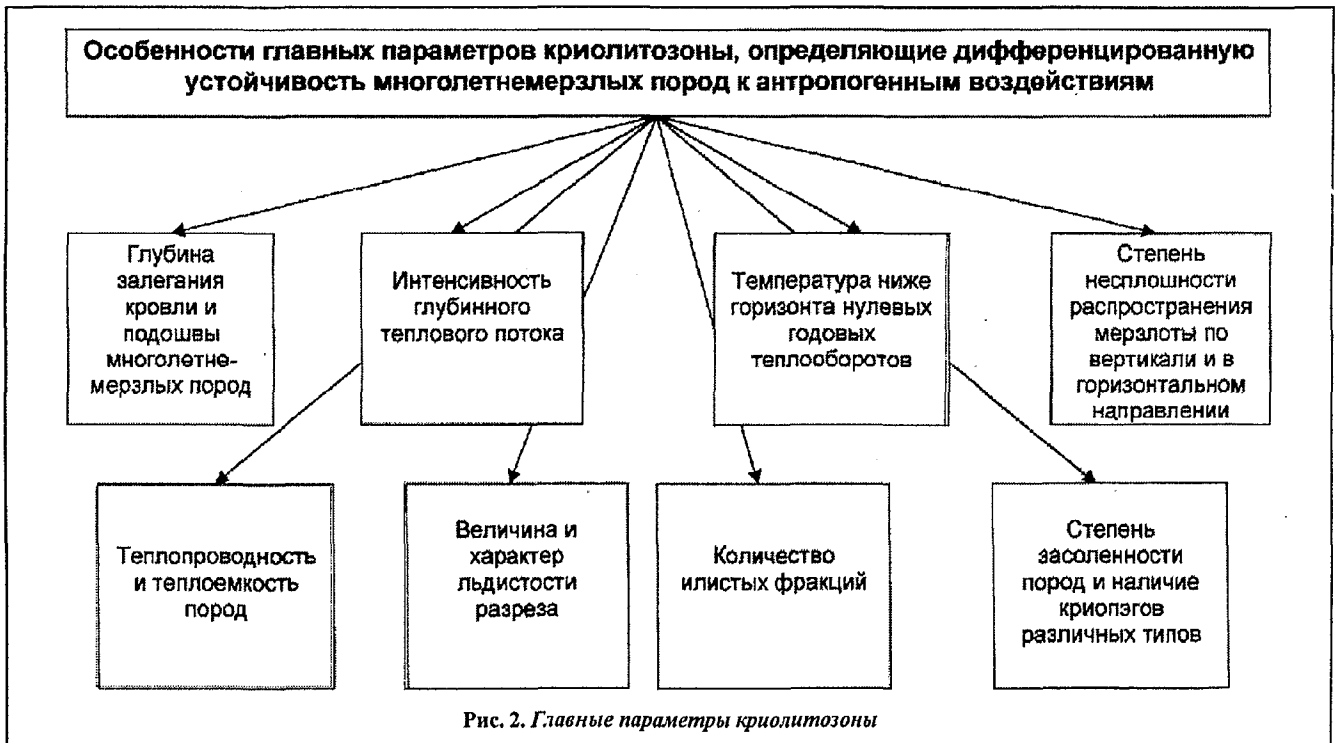 Особенности главных параметров криолитозоны, определяющие дифференцированную
устойчивость многолетнемерзлых пород к антропогенным воздействиям
Глубина
залегания
кровли и
подошвы
многолетне-
мерзлых пород
Интенсивность
глубинного
теплового потока
Температура ниже
горизонта нулевых
годовых
теплооборотов
Степень
несплошности
распространения
мерзлоты по
вертикали и в
горизонтальном
направлении
Теплопроводность
и теплоемкость
пород
Величина и
характер
льдистости
разреза
Количество
илистых фракций
Степень
засоленности
пород и наличие
криопэгов
различных типов
Рис. 2. Главные параметры криолитозоны